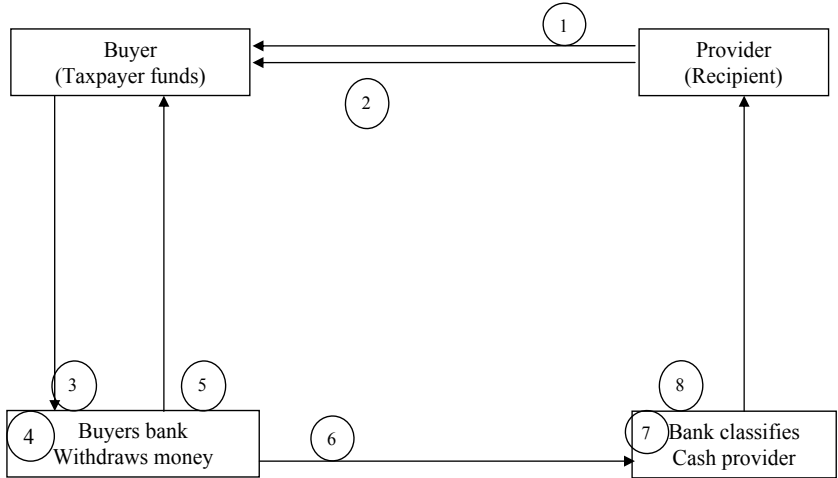 1
Buyer
(Taxpayer funds)
Provider
(Recipient)
2
3
5
8
4
Buyers bank
Withdraws money
6
7
Bank classifies
Cash provider